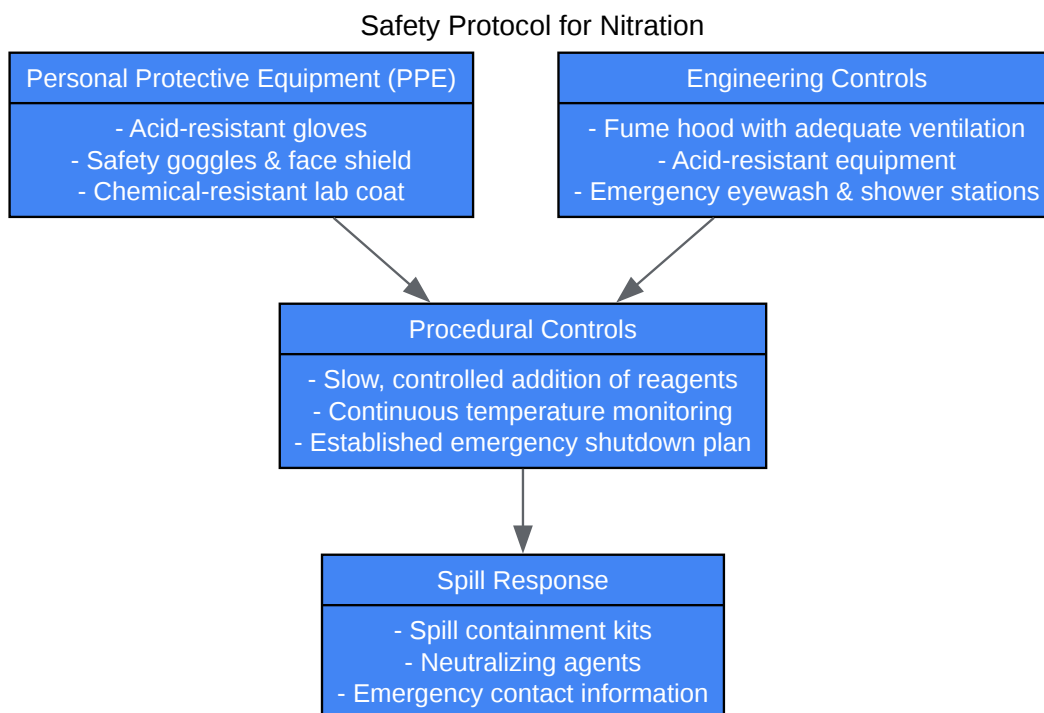 Safety Protocol for Nitration
Personal Protective Equipment (PPE)
- Acid-resistant gloves
- Safety goggles & face shield
- Chemical-resistant lab coat
Engineering Controls
- Fume hood with adequate ventilation
- Acid-resistant equipment
- Emergency eyewash & shower stations
Procedural Controls
- Slow, controlled addition of reagents
- Continuous temperature monitoring
- Established emergency shutdown plan
Spill Response
- Spill containment kits
- Neutralizing agents
- Emergency contact information